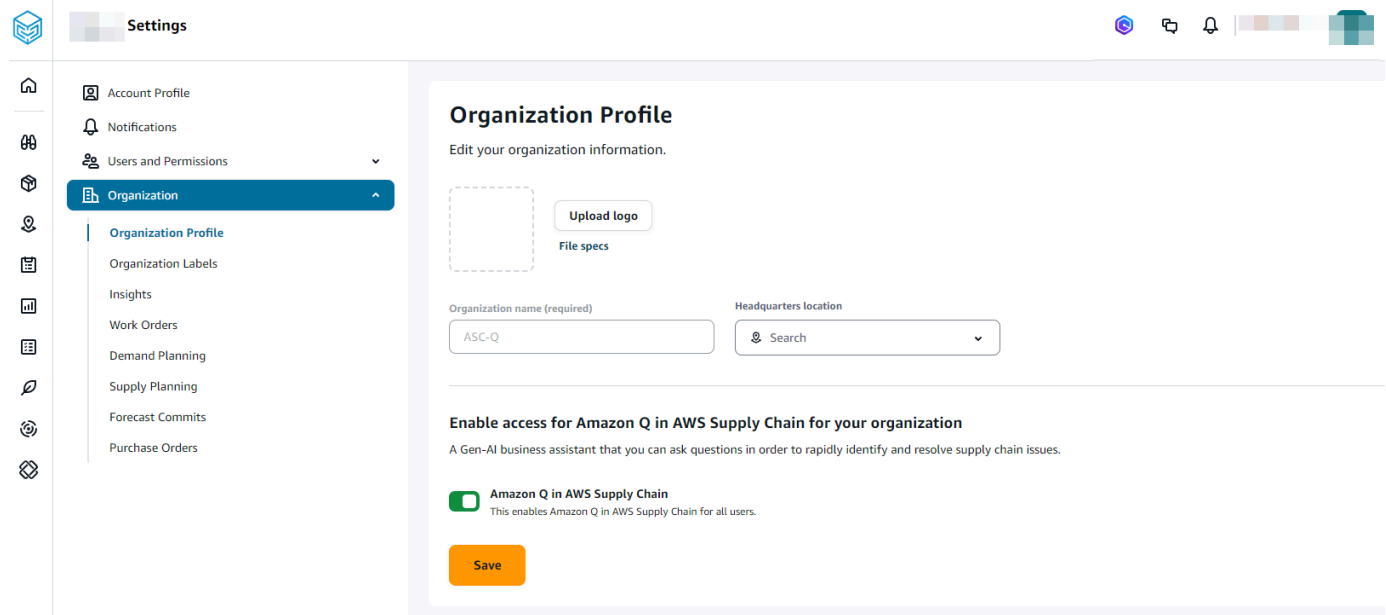 Settings
Account Profile
Notifications
Users and Permissions
Organization
Organization Profile
Organization Labels
Insights
Work Orders
Demand Planning
Supply Planning
Forecast Commits
Purchase Orders
Organization Profile
Edit your organization information.
Upload logo
File specs
Organization name (required)
ASC-Q
Headquarters location
Search
Enable access for Amazon Q in AWS Supply Chain for your organization
A Gen-AI business assistant that you can ask questions in order to rapidly identify and resolve supply chain issues.
Amazon Q in AWS Supply Chain
This enables Amazon Q in AWS Supply Chain for all users.
Save